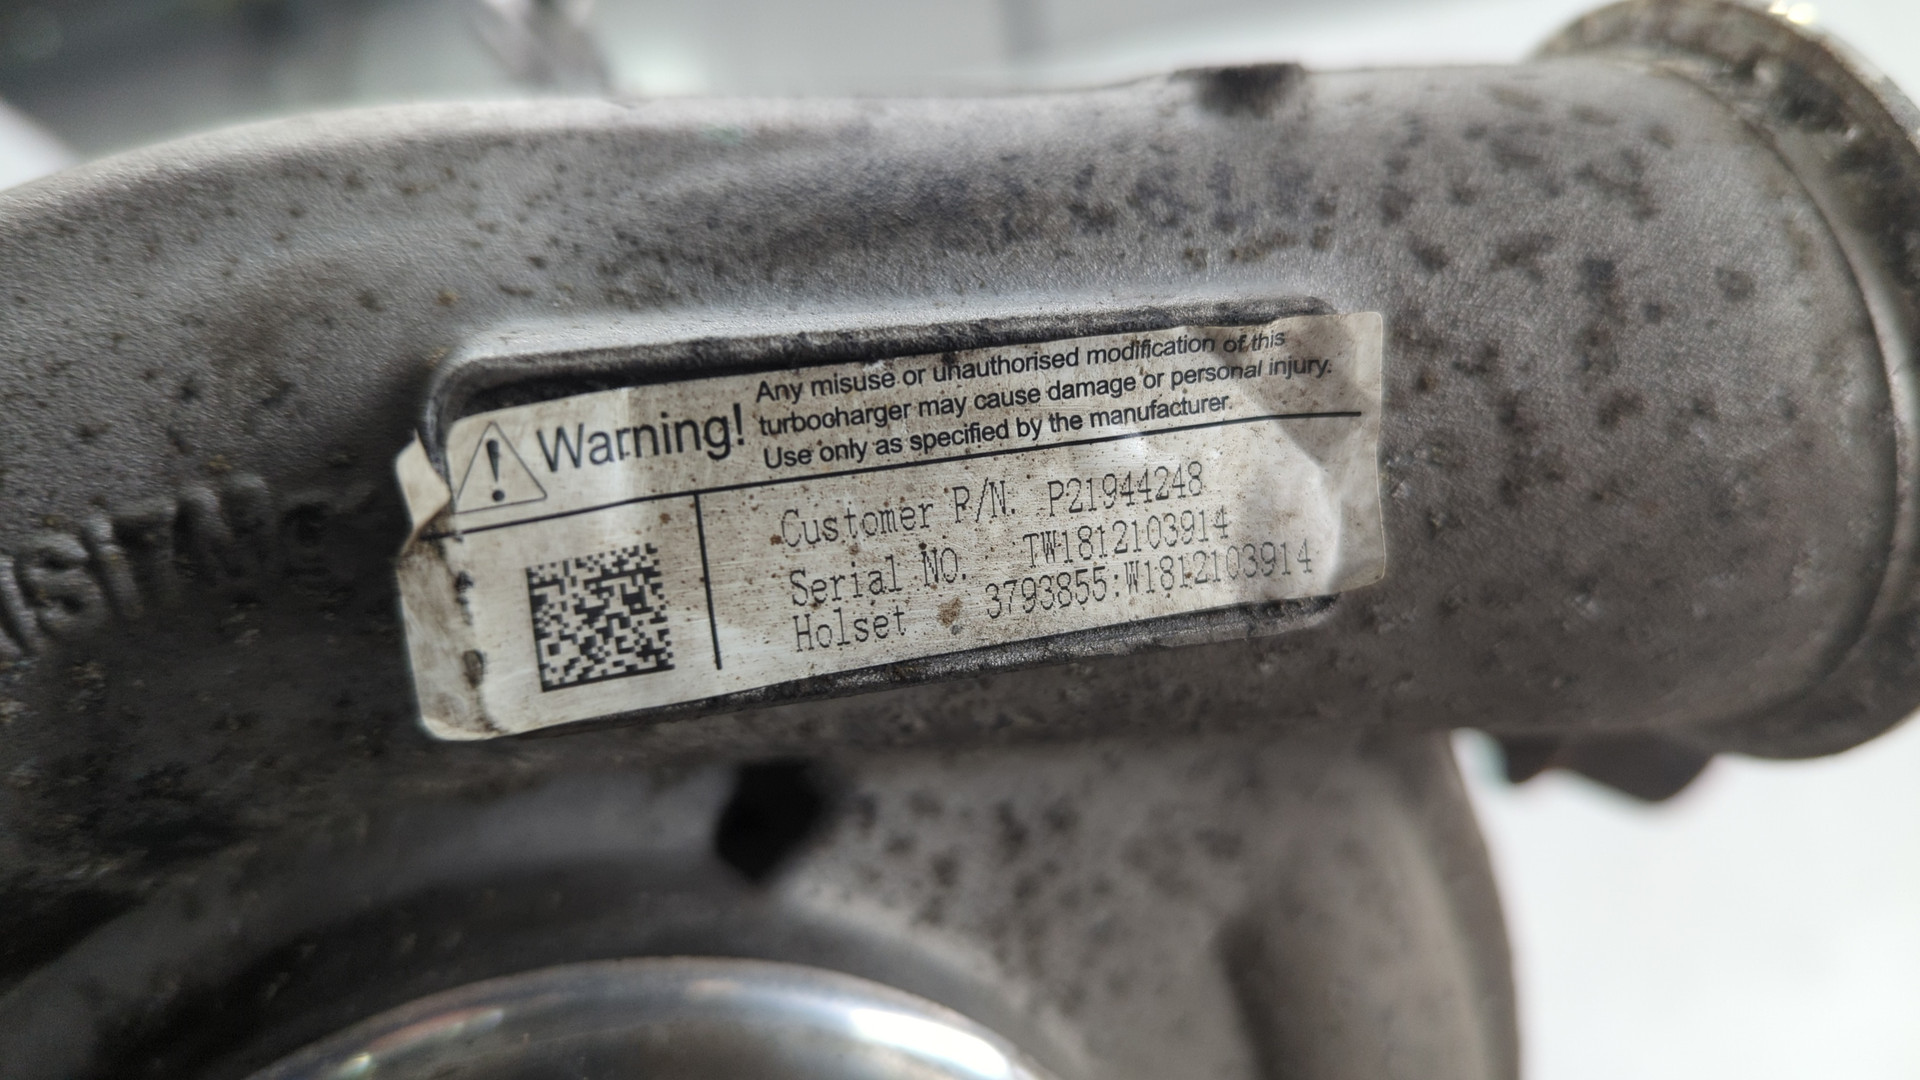 Any misuse or unauthorised modification of this
Warning! turbocharger may cause damage or personal injury.
Use only as specified by the manufacturer.
Customer P/N. P21944248
Serial NO. TW1812103914
Holset 3793855:W1812103914